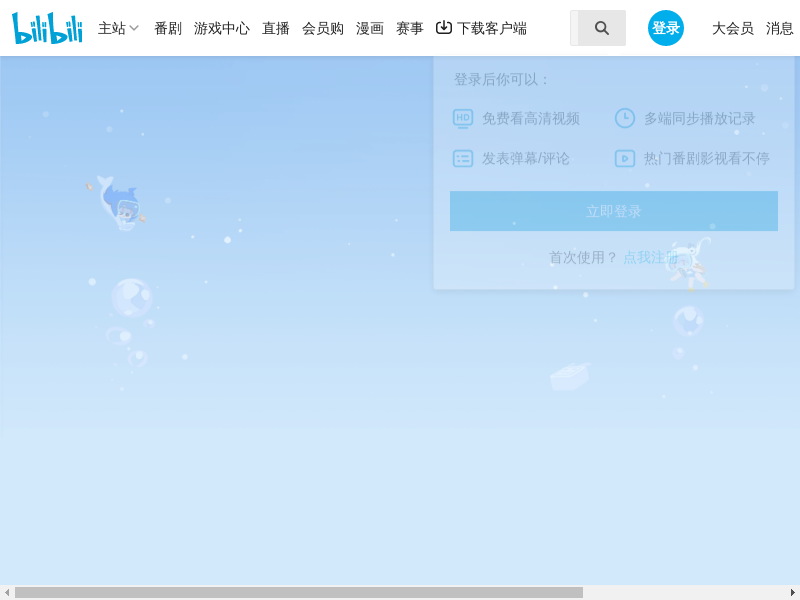 bilibili 主站 番剧 游戏中心 直播 会员购 漫画 赛事 下载客户端 登录 大会员 消息
登录后你可以：
HD 免费看高清视频 多端同步播放记录
发表弹幕/评论 热门番剧影视看不停
立即登录
首次使用？ 点我注册